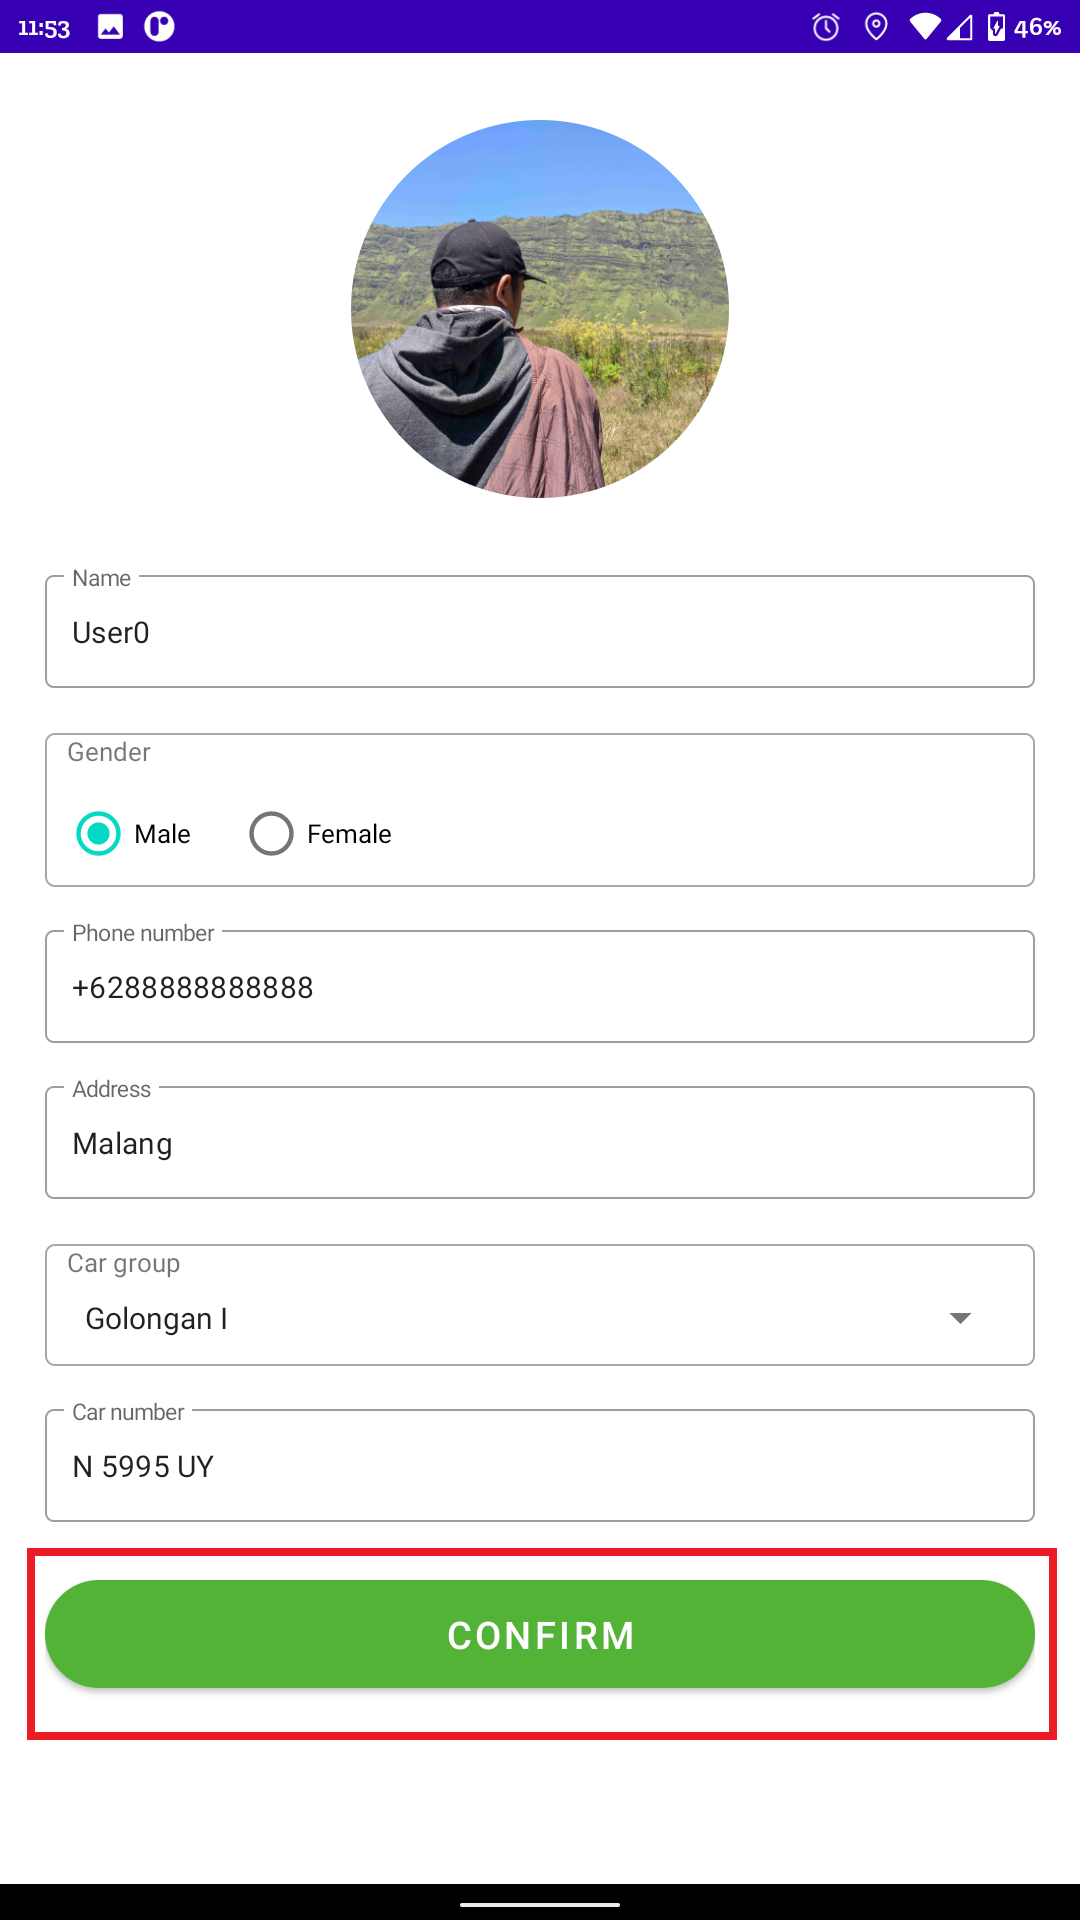 11:53 46%
Name
User0
Gender
Male Female
Phone number
+6288888888888
Address
Malang
Car group
Golongan I
Car number
N 5995 UY
CONFIRM